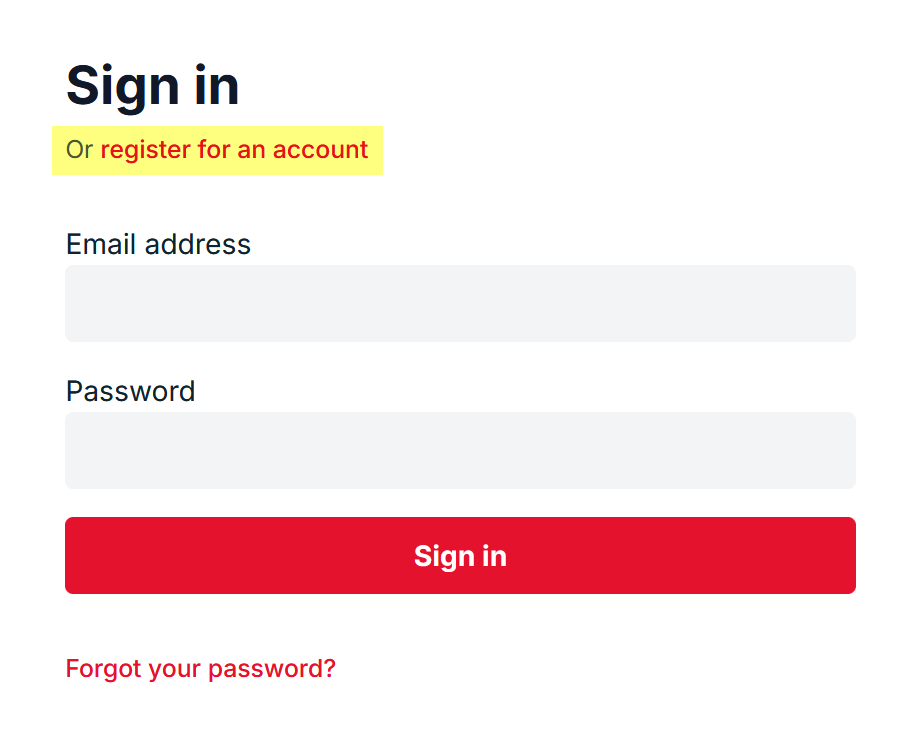 Sign in
Or register for an account
Email address
Password
Sign in
Forgot your password?